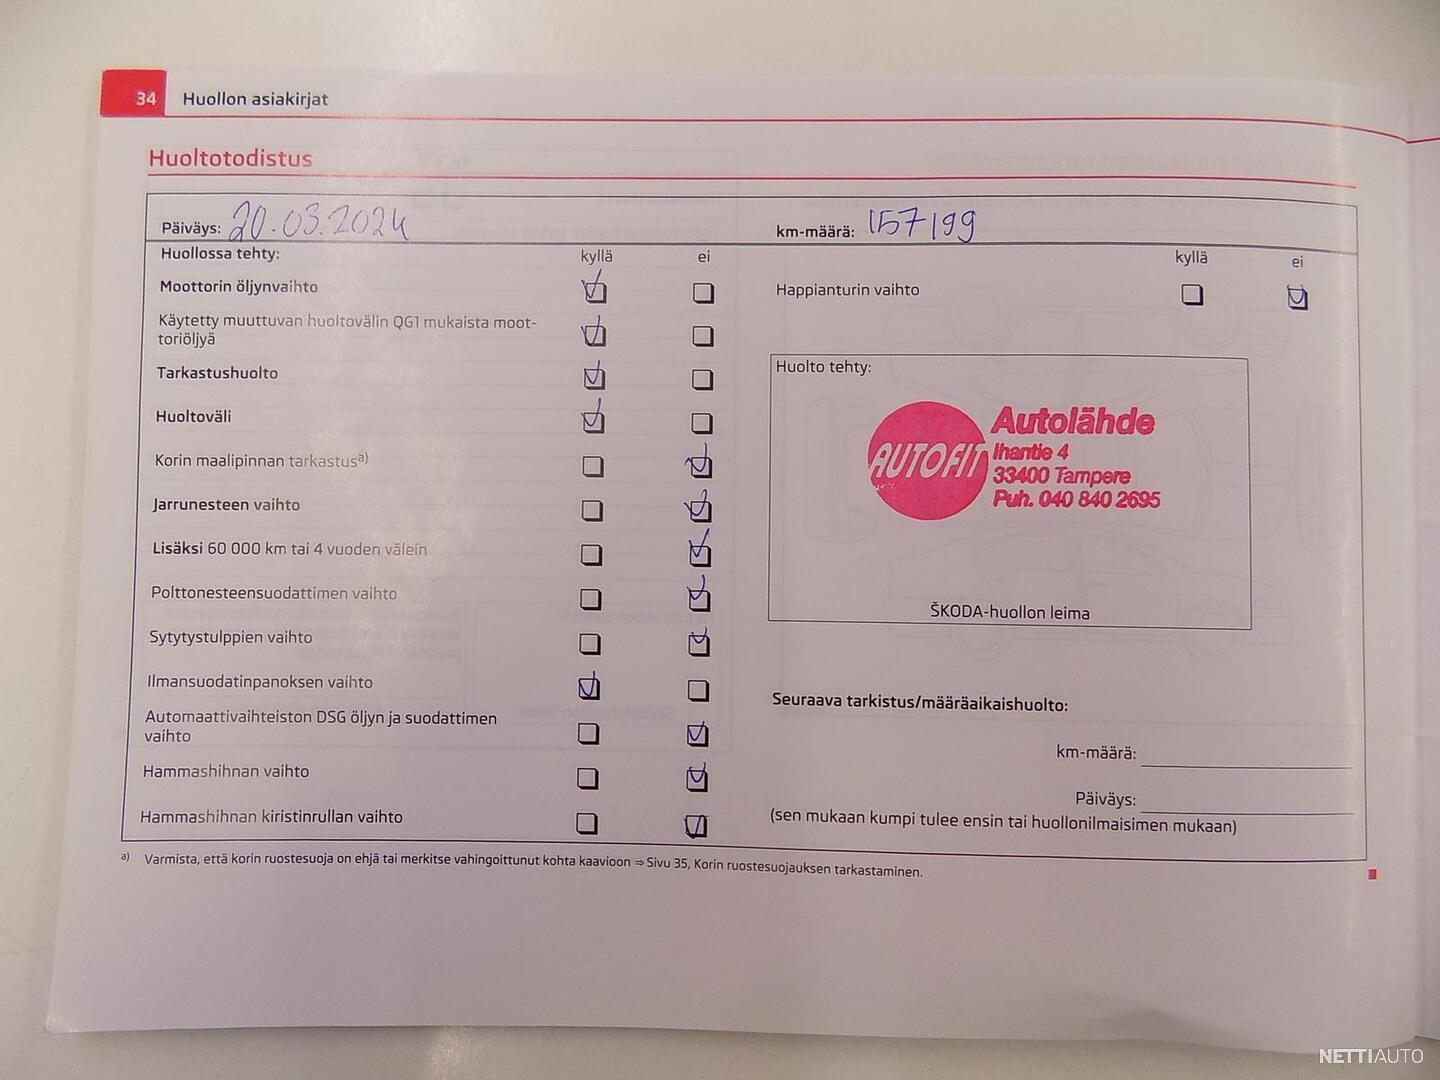 34 Huollon asiakirjat
Huoltotodistus
Päiväys: 20.03.2024
km-määrä: 157199
Huollossa tehty: kyllä ei
Moottorin öljynvaihto
Käytetty muuttuvan huoltovälin QG1 mukaista moot-
toriöljyä
Tarkastushuolto
Huoltoväli
Korin maalipinnan tarkastusa)
Jarrunesteen vaihto
Lisäksi 60 000 km tai 4 vuoden välein
Polttonesteensuodattimen vaihto
Sytytystulppien vaihto
Ilmansuodatinpanoksen vaihto
Automaattivaihteiston DSG öljyn ja suodattimen
vaihto
Hammashihnan vaihto
Hammashihnan kiristinrullan vaihto
kyllä ei
Happianturin vaihto
Huolto tehty:
AUTOFIT
Autolähde
Ihantie 4
33400 Tampere
Puh. 040 840 2695
ŠKODA-huollon leima
Seuraava tarkistus/määräaikaishuolto:
km-määrä:
Päiväys:
(sen mukaan kumpi tulee ensin tai huollonilmaisimen mukaan)
a) Varmista, että korin ruostesuoja on ehjä tai merkitse vahingoittunut kohta kaavioon ⇒ Sivu 35, Korin ruostesuojauksen tarkastaminen.
NETTIAUTO